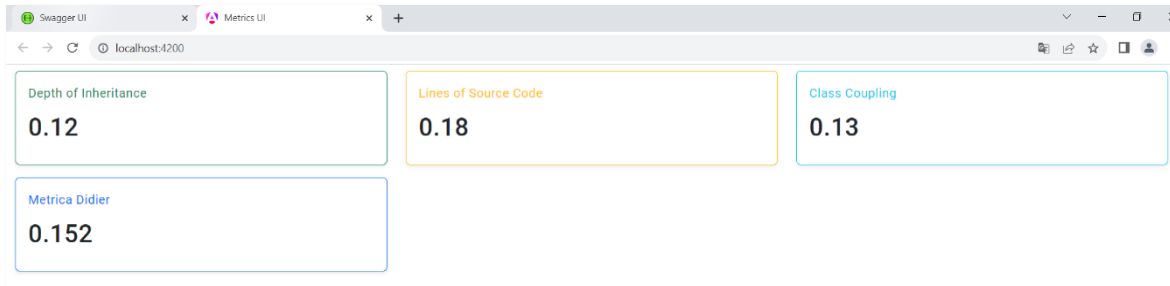 Swagger UI
Metrics UI
localhost:4200
Depth of Inheritance
0.12
Lines of Source Code
0.18
Class Coupling
0.13
Metrica Didier
0.152